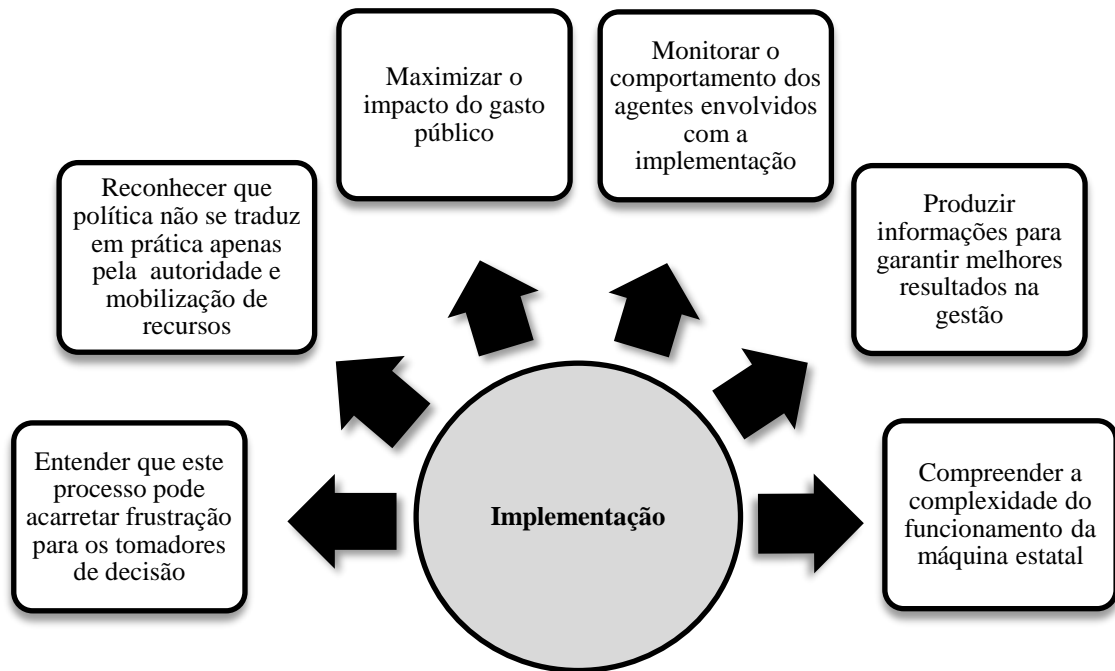 Entender que este
processo pode
acarretar frustração
para os tomadores
de decisão
Reconhecer que
política não se traduz
em prática apenas
pela autoridade e
mobilização de
recursos
Maximizar o
impacto do gasto
público
Monitorar o
comportamento dos
agentes envolvidos
com a
implementação
Produzir
informações para
garantir melhores
resultados na
gestão
Compreender a
complexidade do
funcionamento da
máquina estatal
Implementação